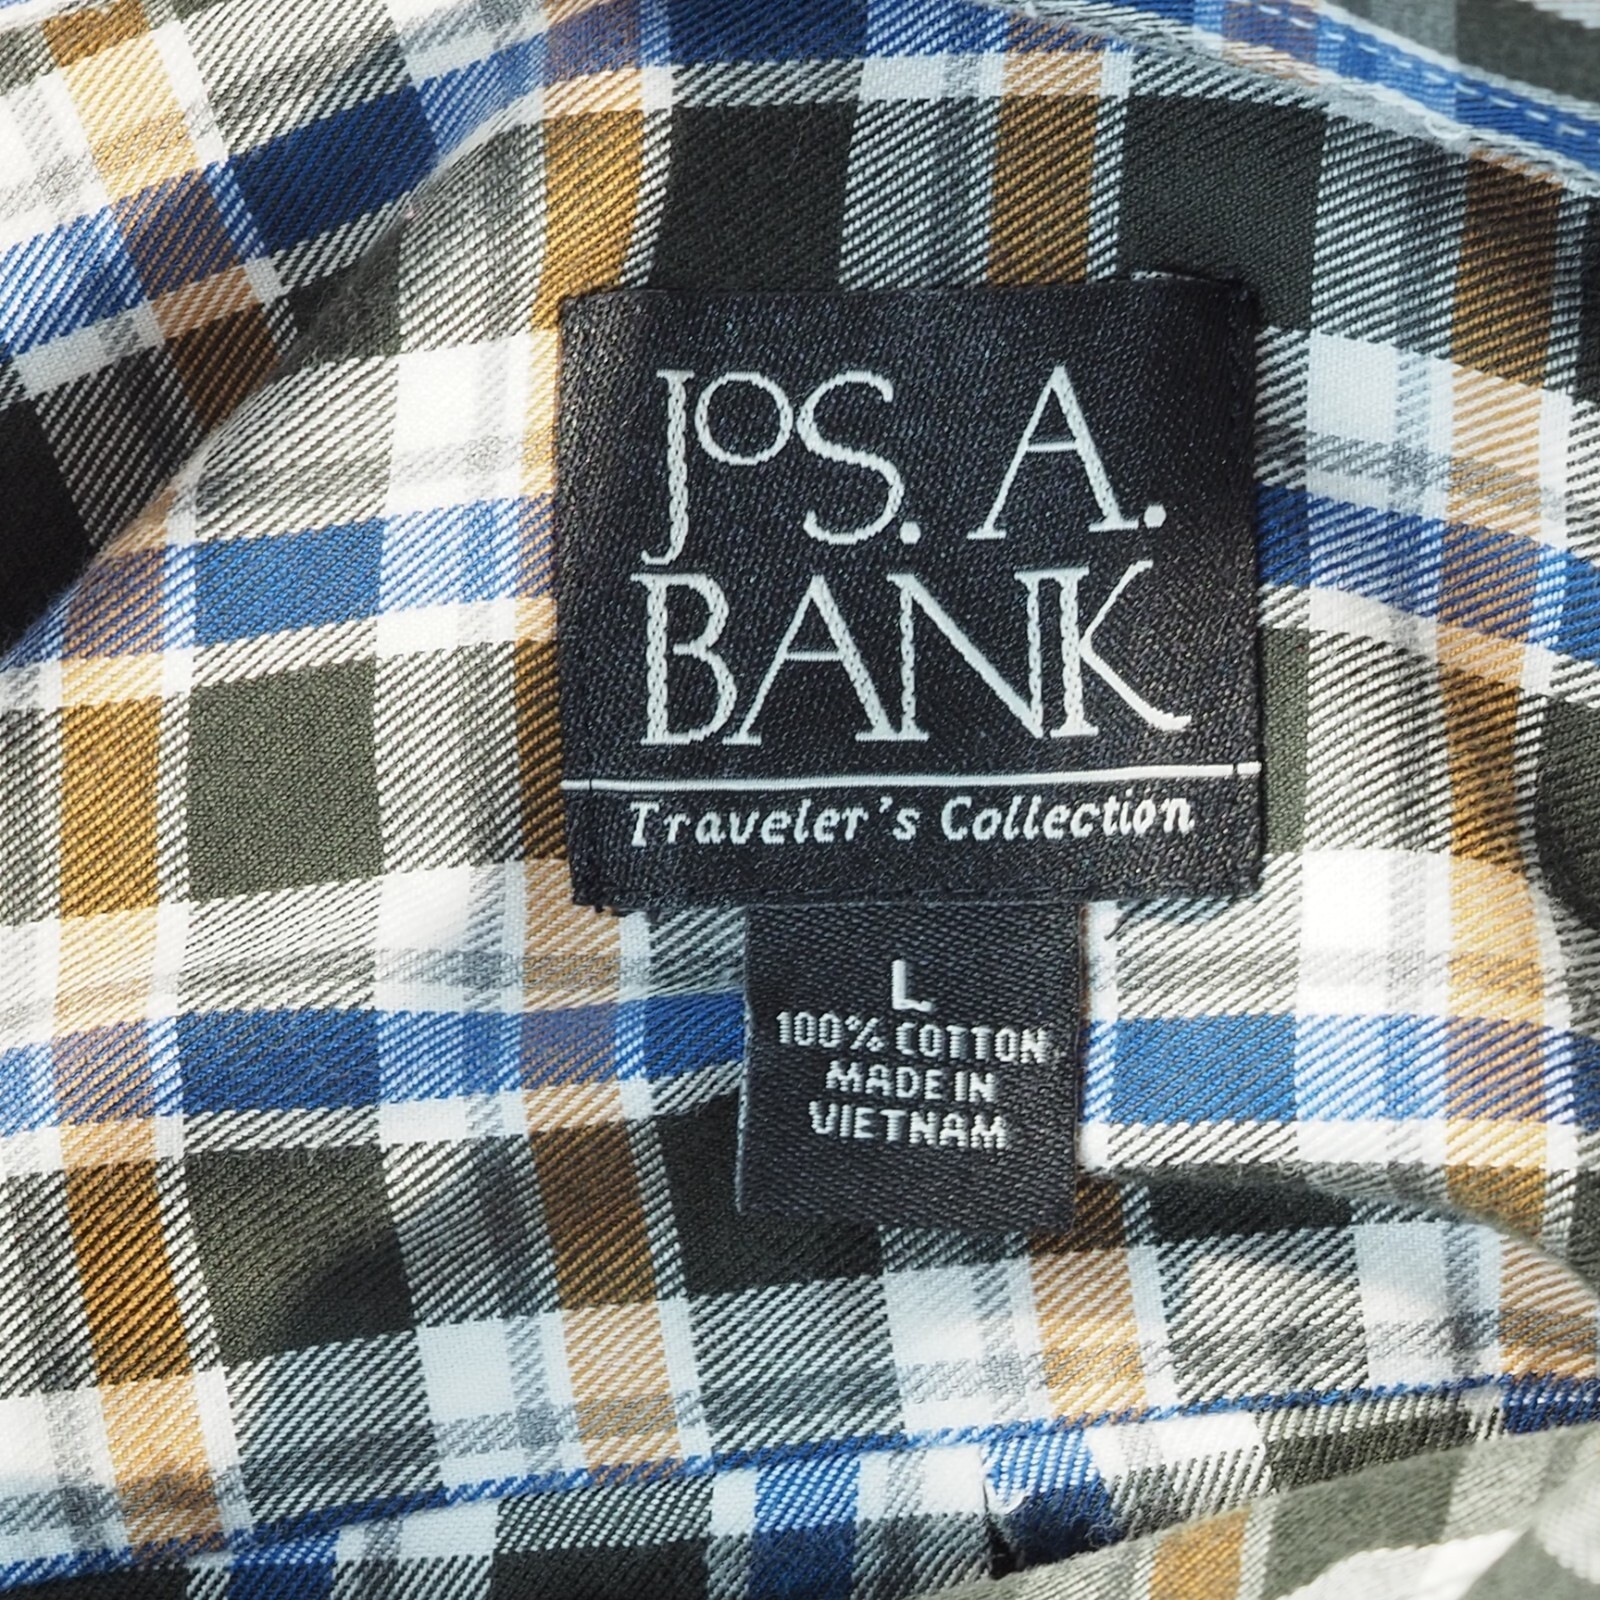 JoS. A.
BANK
Traveler's Collection
L
100% COTTON
MADE IN
VIETNAM